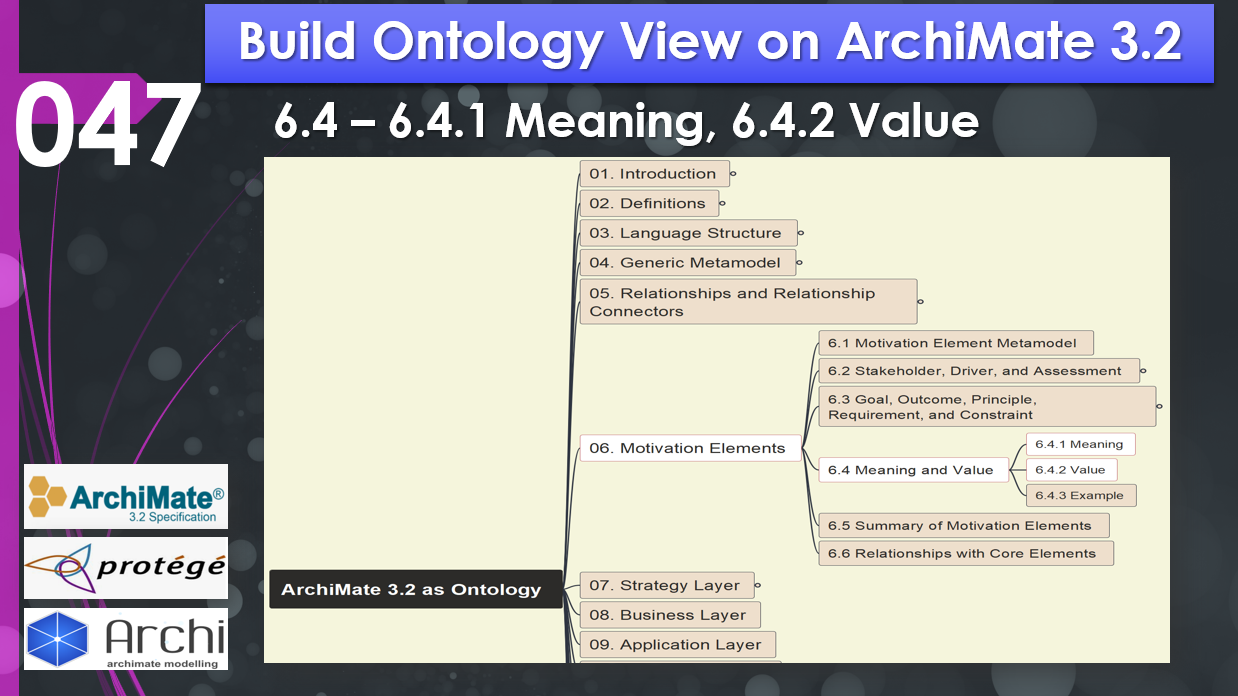 Build Ontology View on ArchiMate 3.2
047
6.4 – 6.4.1 Meaning, 6.4.2 Value
01. Introduction
02. Definitions
03. Language Structure
04. Generic Metamodel
05. Relationships and Relationship
Connectors
06. Motivation Elements
6.1 Motivation Element Metamodel
6.2 Stakeholder, Driver, and Assessment
6.3 Goal, Outcome, Principle,
Requirement, and Constraint
6.4 Meaning and Value
6.4.1 Meaning
6.4.2 Value
6.4.3 Example
6.5 Summary of Motivation Elements
6.6 Relationships with Core Elements
ArchiMate 3.2 as Ontology
07. Strategy Layer
08. Business Layer
09. Application Layer
ArchiMate®
3.2 Specification
protégé
Archi
archimate modelling